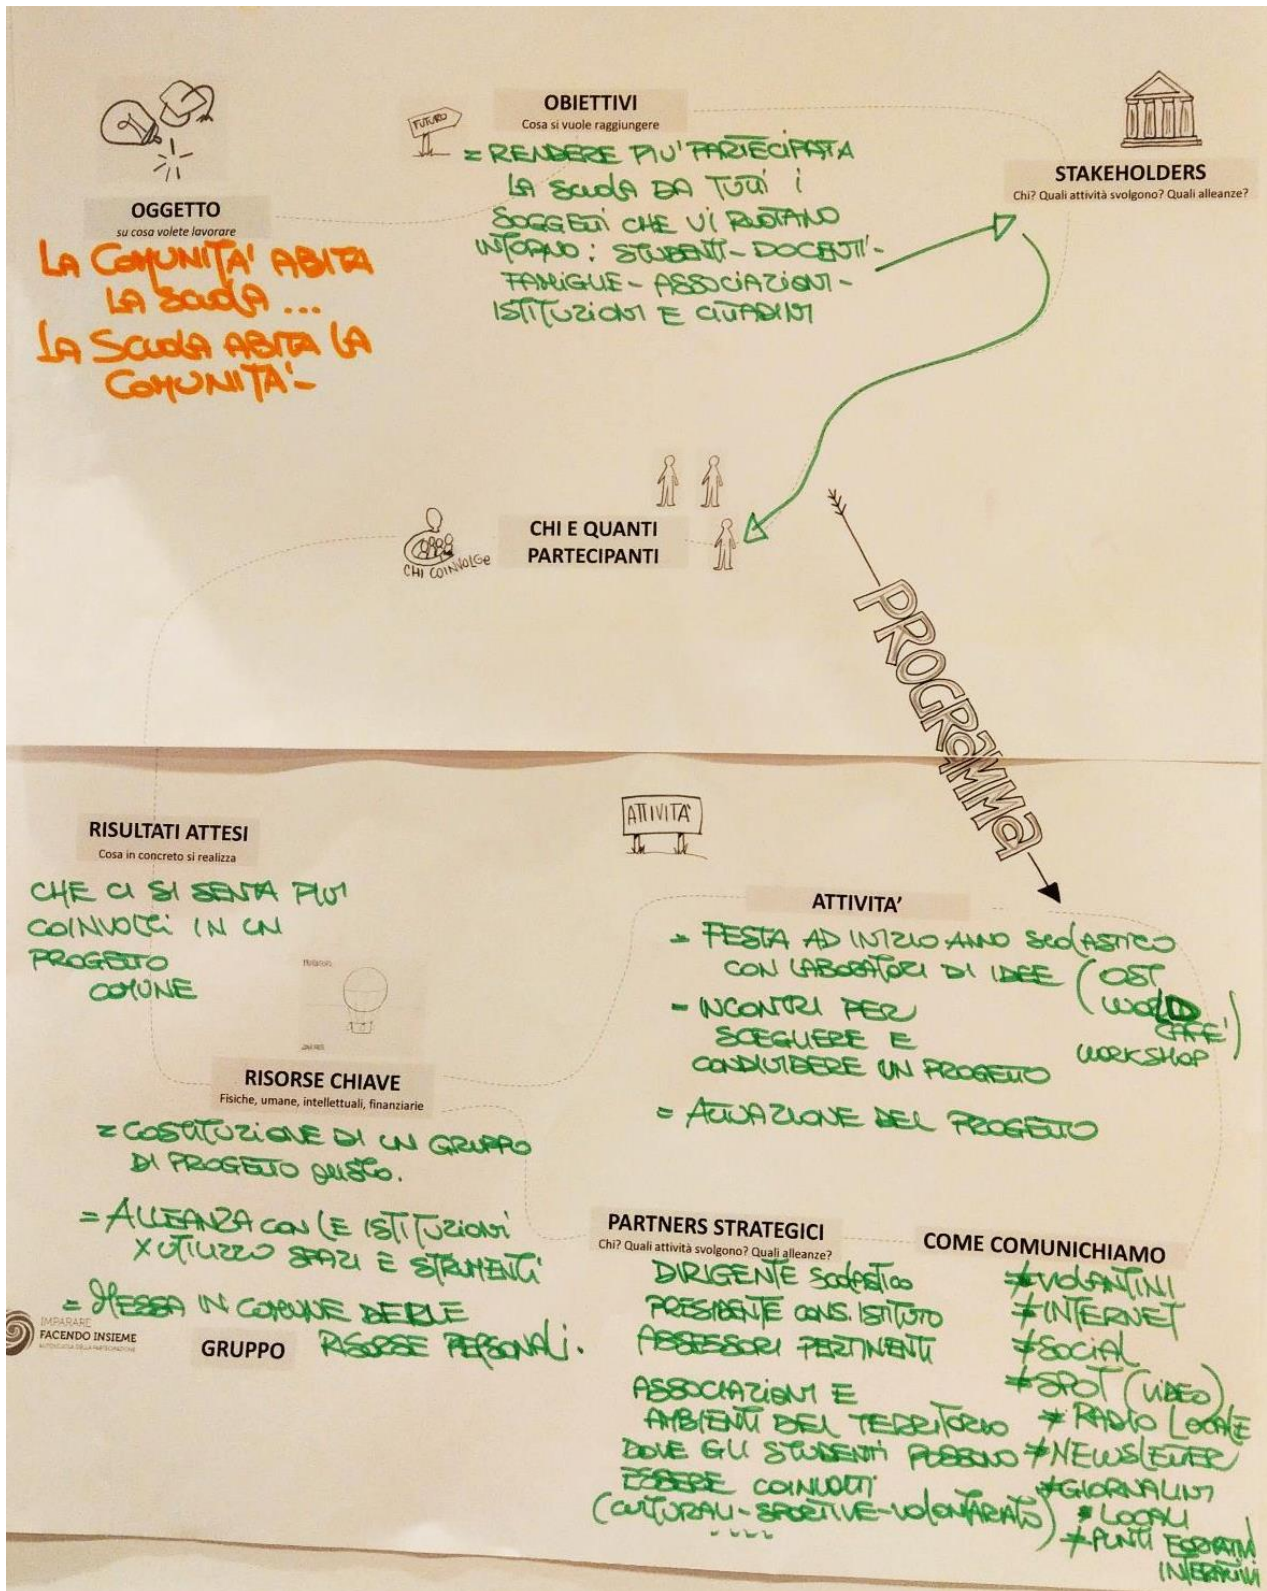 OGGETTO
su cosa volete lavorare
LA COMUNITA' ABITA
LA SCUOLA ...
LA SCUOLA ABITA LA
COMUNITA'-
FUTURO
OBIETTIVI
Cosa si vuole raggiungere
= RENDERE PIU' PARTECIPATA
LA SCUOLA DA TUTTI I
SOGGETTI CHE VI RUOTANO
INTORNO: STUDENTI-DOCENTI-
FAMIGLIE-ASSOCIAZIONI-
ISTITUZIONI E CITTADINI
STAKEHOLDERS
Chi? Quali attività svolgono? Quali alleanze?
CHI COINVOLGE
CHI E QUANTI
PARTECIPANTI
PROGRAMMA
RISULTATI ATTESI
Cosa in concreto si realizza
CHE CI SI SENTA PIU'
COINVOLTI IN UN
PROGETTO
COMUNE
ATTIVITA'
ATTIVITA'
= FESTA AD INIZIO ANNO SCOLASTICO
CON LABORATORI DI IDEE (OST
WORLD
CAFE')
WORKSHOP
- INCONTRI PER
SCEGLIERE E
CONDIVIDERE UN PROGETTO
= ATTUAZIONE DEL PROGETTO
RISORSE CHIAVE
Fisiche, umane, intellettuali, finanziarie
= COSTITUZIONE DI UN GRUPPO
DI PROGETTO MISTO.
= ALLEANZA CON LE ISTITUZIONI
X UTILIZZO SPAZI E STRUMENTI
= MESSA IN COMUNE DELLE
RISORSE PERSONALI.
IMPARARE
FACENDO INSIEME
GRUPPO
PARTNERS STRATEGICI
Chi? Quali attività svolgono? Quali alleanze?
DIRIGENTE SCOLASTICO
PRESIDENTE CONS. ISTITUTO
ASSESSORI PERTINENTI
ASSOCIAZIONI E
AMBIENTI DEL TERRITORIO
DOVE GLI STUDENTI POSSONO
ESSERE COINVOLTI
(CULTURALI-SPORTIVE-VOLONTARIATO)
....
COME COMUNICHIAMO
# VOLANTINI
# INTERNET
# SOCIAL
# SPOT (VIDEO)
# RADIO LOCALE
# NEWSLETTER
# GIORNALINI
LOCALI
# PUNTI